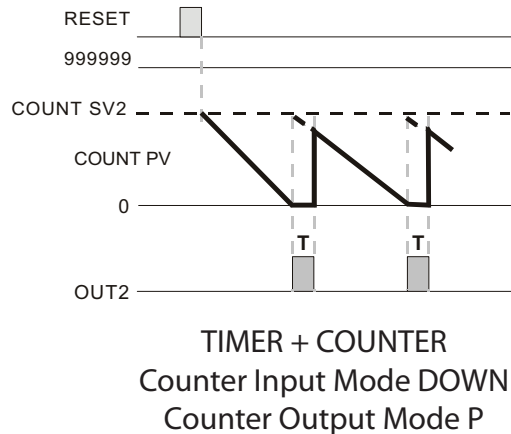 RESET
999999
COUNT SV2
COUNT PV
0
T T
OUT2
TIMER + COUNTER
Counter Input Mode DOWN
Counter Output Mode P